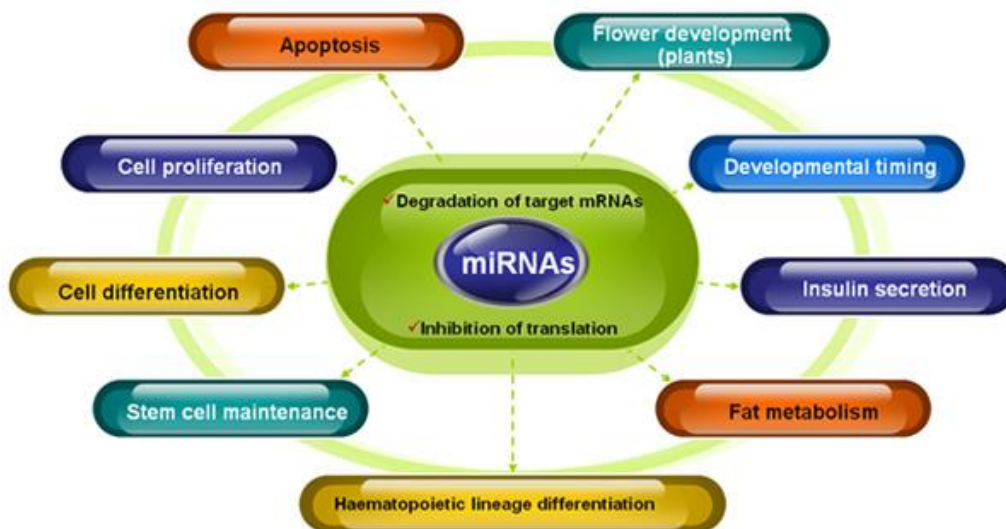 Apoptosis
Flower development
(plants)
Cell proliferation
Developmental timing
✓Degradation of target mRNAs
miRNAs
Cell differentiation
Insulin secretion
✓Inhibition of translation
Stem cell maintenance
Fat metabolism
Haematopoietic lineage differentiation